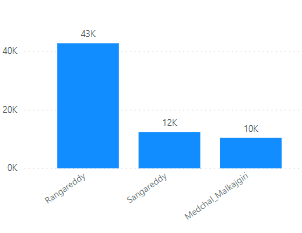 43K
40K
20K
12K
10K
0K
Rangareddy
Sangareddy
Medchal_Malkajgiri